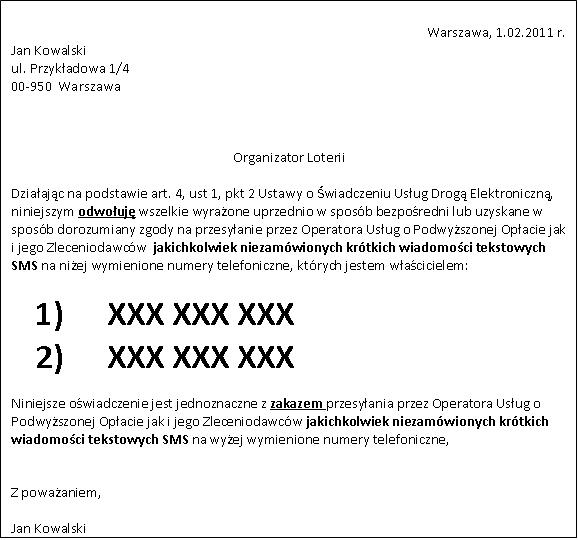 Warszawa, 1.02.2011 r.
Jan Kowalski
ul. Przykładowa 1/4
00-950 Warszawa
Organizator Loterii
Działając na podstawie art. 4, ust 1, pkt 2 Ustawy o Świadczeniu Usług Drogą Elektroniczną,
niniejszym odwołuję wszelkie wyrażone uprzednio w sposób bezpośredni lub uzyskane w
sposób dorozumiany zgody na przesyłanie przez Operatora Usług o Podwyższonej Opłacie jak
i jego Zleceniodawców jakichkolwiek niezamówionych krótkich wiadomości tekstowych
SMS na niżej wymienione numery telefoniczne, których jestem właścicielem:
1) XXX XXX XXX
2) XXX XXX XXX
Niniejsze oświadczenie jest jednoznaczne z zakazem przesyłania przez Operatora Usług o
Podwyższonej Opłacie jak i jego Zleceniodawców jakichkolwiek niezamówionych krótkich
wiadomości tekstowych SMS na wyżej wymienione numery telefoniczne,
Z poważaniem,
Jan Kowalski